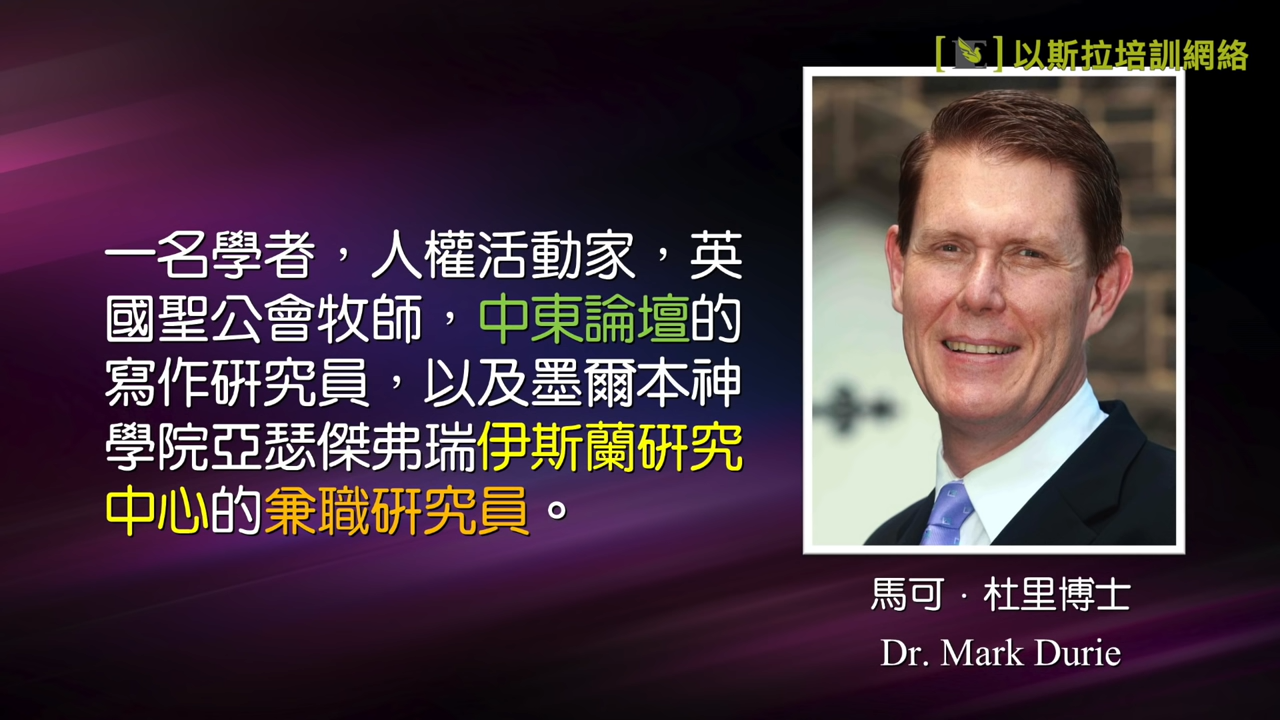 [E] 以斯拉培訓網絡
一名學者，人權活動家，英
國聖公會牧師，中東論壇的
寫作研究員，以及墨爾本神
學院亞瑟傑弗瑞伊斯蘭研究
中心的兼職研究員。
馬可．杜里博士
Dr. Mark Durie